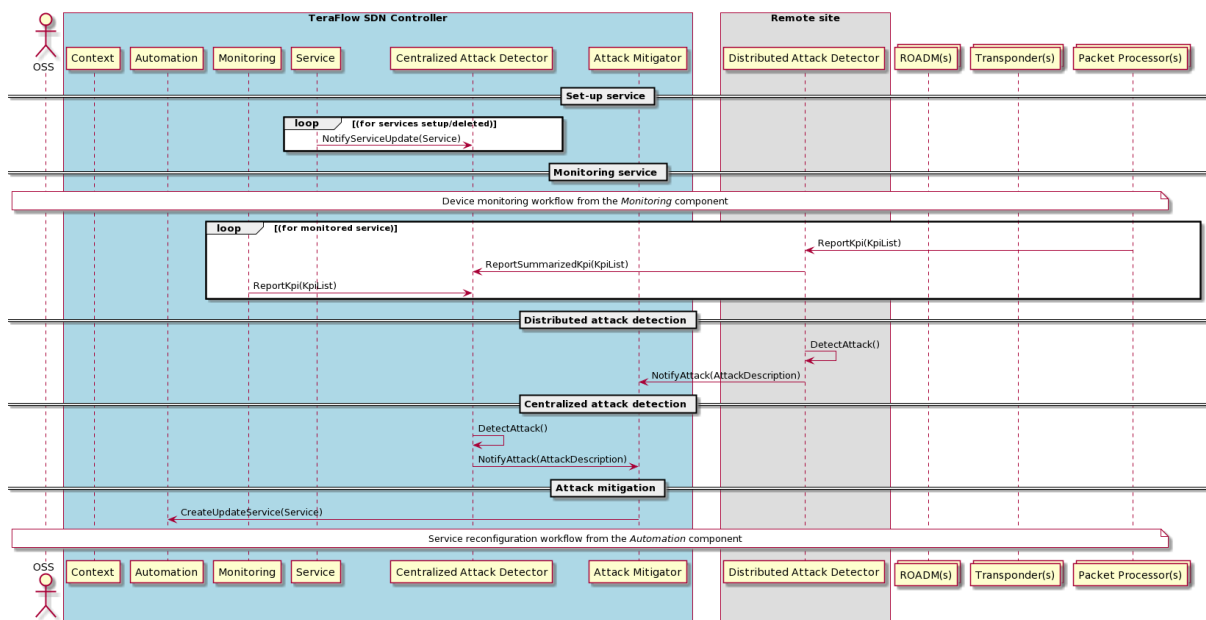 TeraFlow SDN Controller
Remote site
OSS
Context
Automation
Monitoring
Service
Centralized Attack Detector
Attack Mitigator
Distributed Attack Detector
ROADM(s)
Transponder(s)
Packet Processor(s)
Set-up service
loop [(for services setup/deleted)]
NotifyServiceUpdate(Service)
Monitoring service
Device monitoring workflow from the Monitoring component
loop [(for monitored service)]
ReportKpi(KpiList)
ReportSummarizedKpi(KpiList)
ReportKpi(KpiList)
Distributed attack detection
DetectAttack()
NotifyAttack(AttackDescription)
Centralized attack detection
DetectAttack()
NotifyAttack(AttackDescription)
Attack mitigation
CreateUpdateService(Service)
Service reconfiguration workflow from the Automation component
OSS
Context
Automation
Monitoring
Service
Centralized Attack Detector
Attack Mitigator
Distributed Attack Detector
ROADM(s)
Transponder(s)
Packet Processor(s)